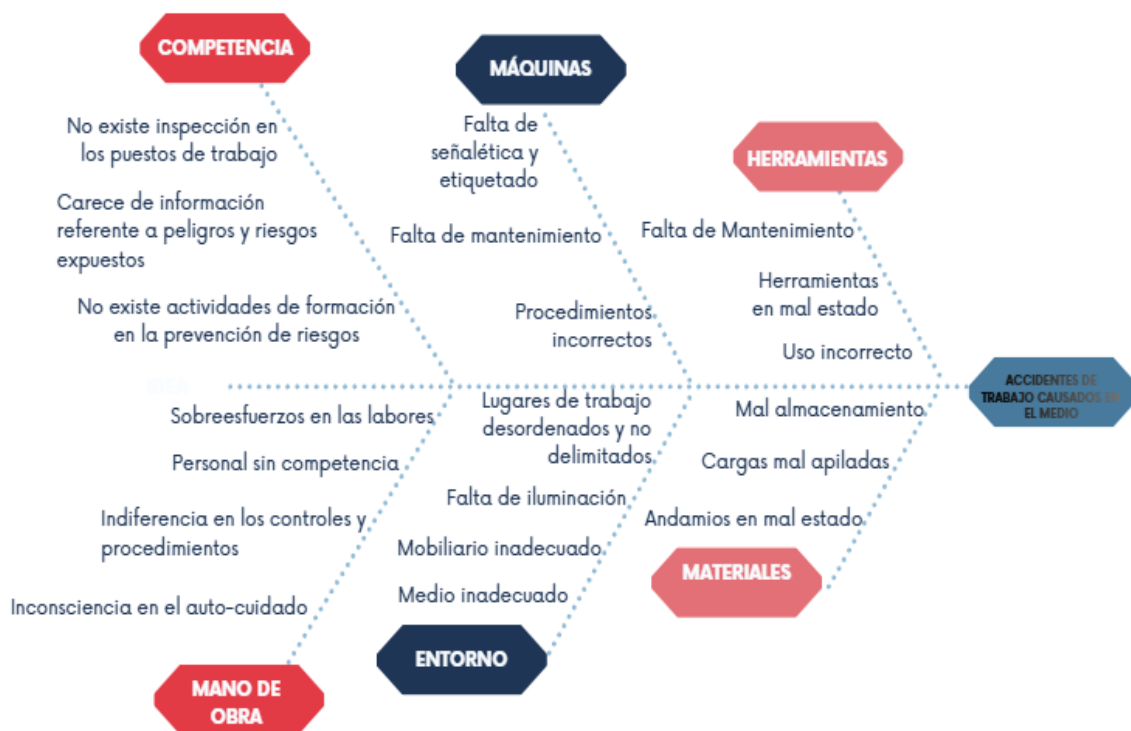 COMPETENCIA
No existe inspección en
los puestos de trabajo
Carece de información
referente a peligros y riesgos
expuestos
No existe actividades de formación
en la prevención de riesgos
MÁQUINAS
Falta de
señalética y
etiquetado
Falta de mantenimiento
Procedimientos
incorrectos
HERRAMIENTAS
Falta de Mantenimiento
Herramientas
en mal estado
Uso incorrecto
ACCIDENTES DE
TRABAJO CAUSADOS EN
EL MEDIO
Sobreesfuerzos en las labores
Personal sin competencia
Indiferencia en los controles y
procedimientos
Inconsciencia en el auto-cuidado
MANO DE
OBRA
Lugares de trabajo
desordenados y no
delimitados
Falta de iluminación
Mobiliario inadecuado
Medio inadecuado
ENTORNO
Mal almacenamiento
Cargas mal apiladas
Andamios en mal estado
MATERIALES